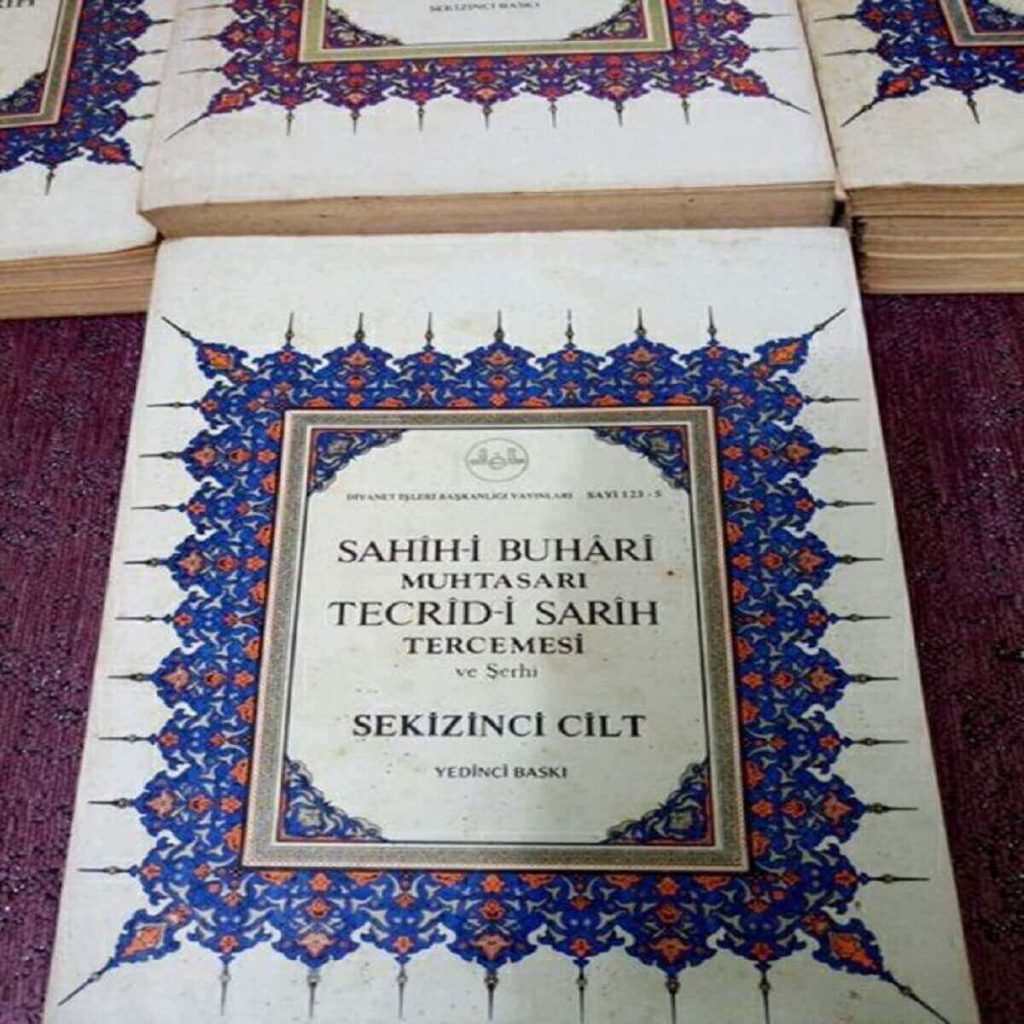 SEKİZİNCİ BASKI
DİYANET İŞLERİ BAŞKANLIĞI YAYINLARI SAYI 123 - 5
SAHÎH-İ BUHÂRÎ
MUHTASARI
TECRÎD-İ SARÎH
TERCEMESİ
ve Şerhi
SEKİZİNCİ CİLT
YEDİNCİ BASKI